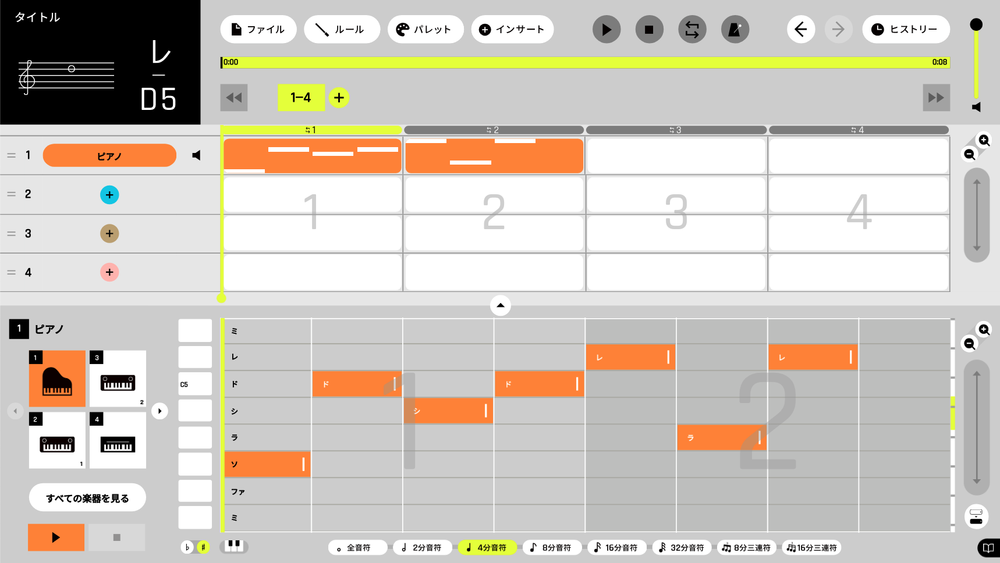 タイトル
レ
D5
ファイル
ルール
パレット
インサート
ヒストリー
0:00
0:08
1–4
1
2
3
4
1
ピアノ
2
3
4
1
2
3
4
1
ピアノ
1
3
2
2
1
4
すべての楽器を見る
C5
ミ
レ
ド
シ
ラ
ソ
ファ
ミ
レ
レ
ド
ド
シ
ラ
1
2
♭
♯
全音符
2分音符
4分音符
8分音符
16分音符
32分音符
8分三連符
16分三連符